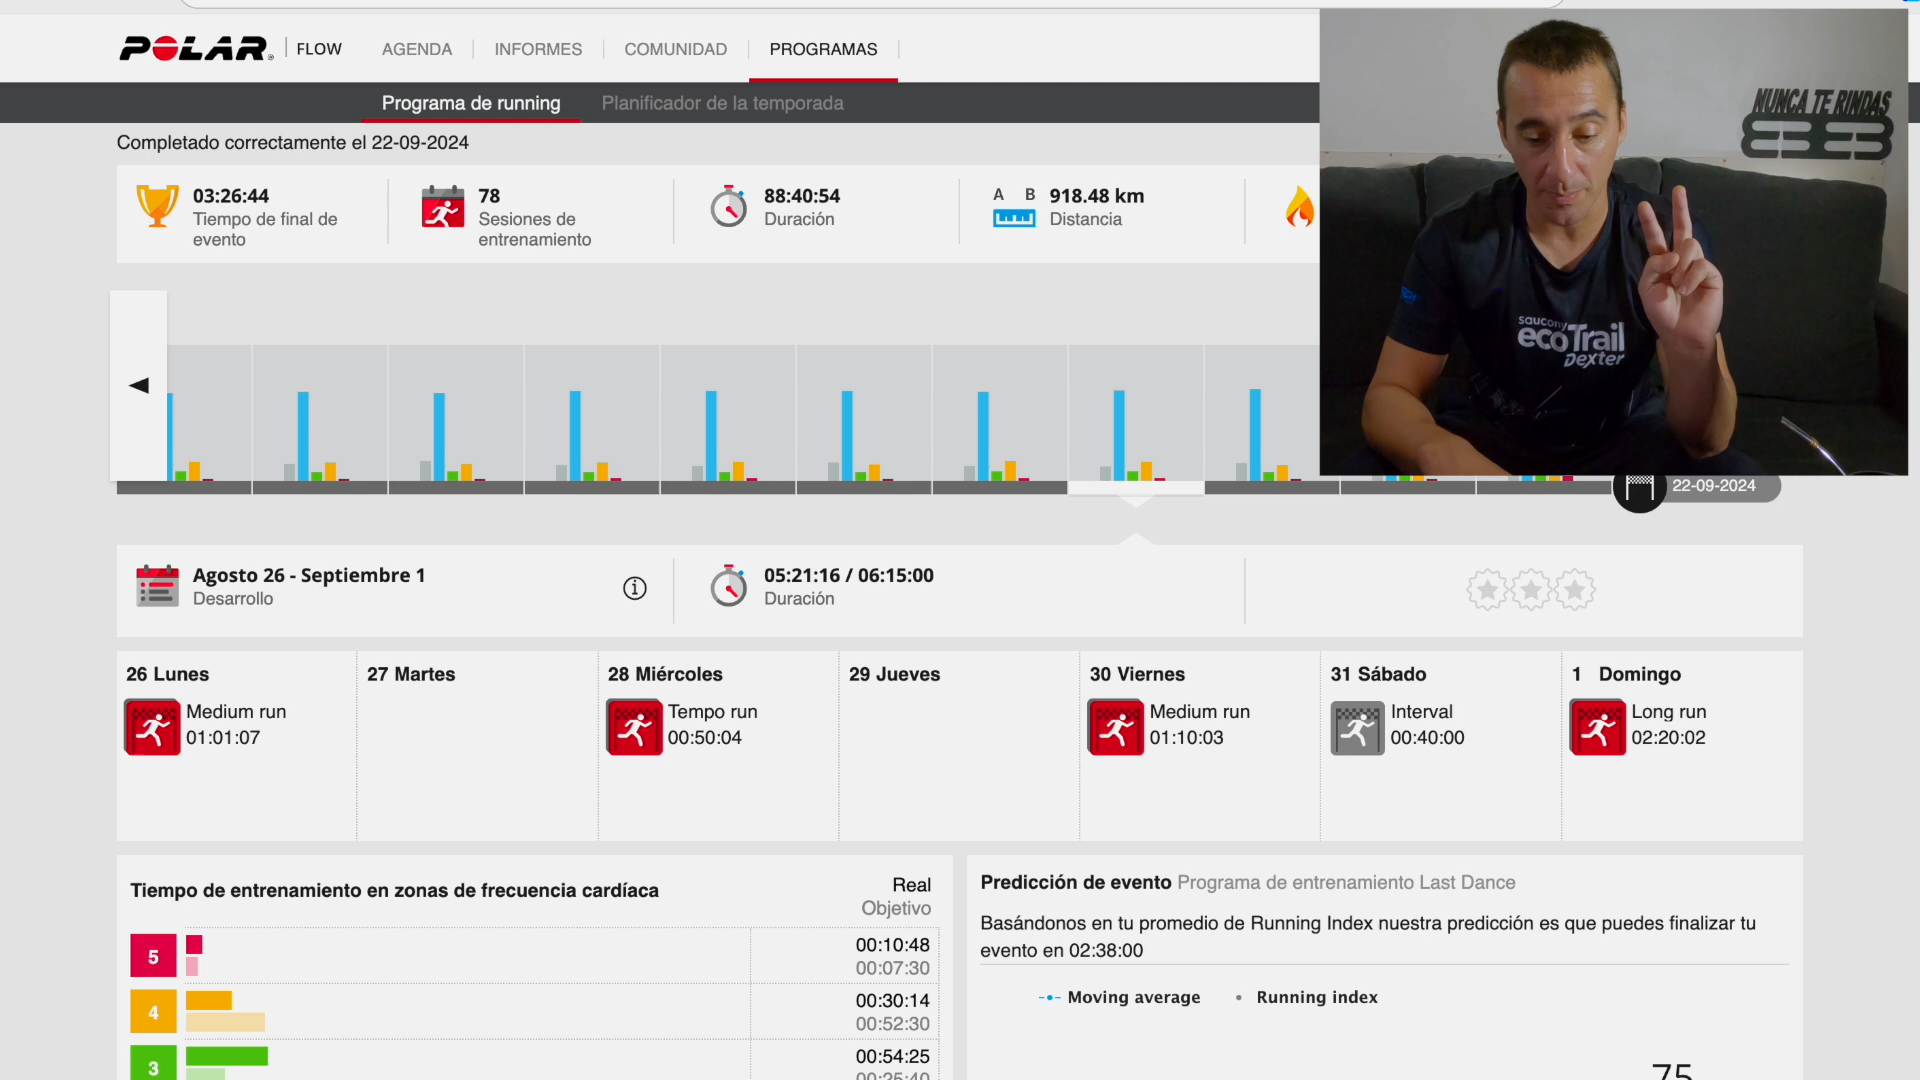 POLAR FLOW AGENDA INFORMES COMUNIDAD PROGRAMAS
Programa de running Planificador de la temporada
Completado correctamente el 22-09-2024
03:26:44
Tiempo de final de
evento
78
Sesiones de
entrenamiento
88:40:54
Duración
A B
918.48 km
Distancia
NUNCA TE RINDAS
saucony
ecoTrail
Dexter
22-09-2024
Agosto 26 - Septiembre 1
Desarrollo
05:21:16 / 06:15:00
Duración
26 Lunes
Medium run
01:01:07
27 Martes
28 Miércoles
Tempo run
00:50:04
29 Jueves
30 Viernes
Medium run
01:10:03
31 Sábado
Interval
00:40:00
1 Domingo
Long run
02:20:02
Tiempo de entrenamiento en zonas de frecuencia cardíaca
Real
Objetivo
5
00:10:48
00:07:30
4
00:30:14
00:52:30
3
00:54:25
00:25:40
Predicción de evento Programa de entrenamiento Last Dance
Basándonos en tu promedio de Running Index nuestra predicción es que puedes finalizar tu
evento en 02:38:00
Moving average Running index
75